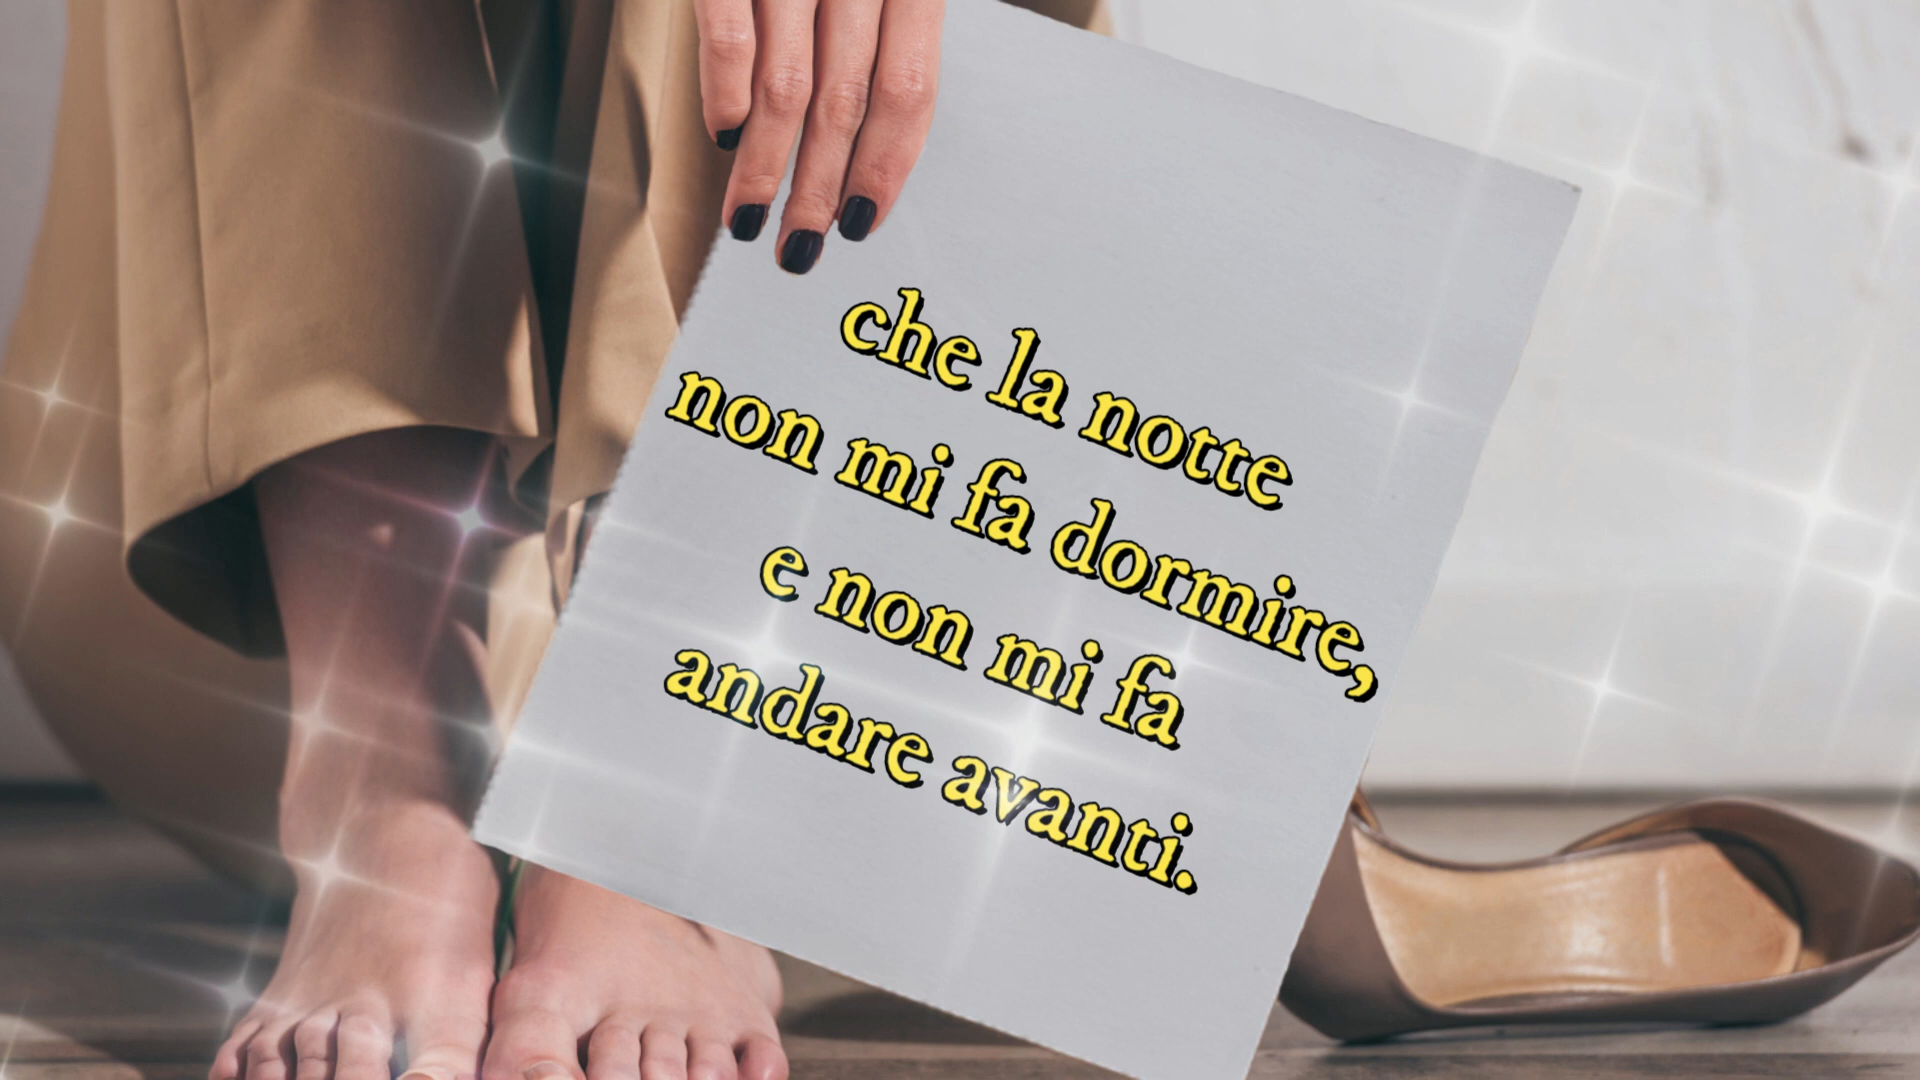 che la notte
non mi fa dormire,
e non mi fa
andare avanti.